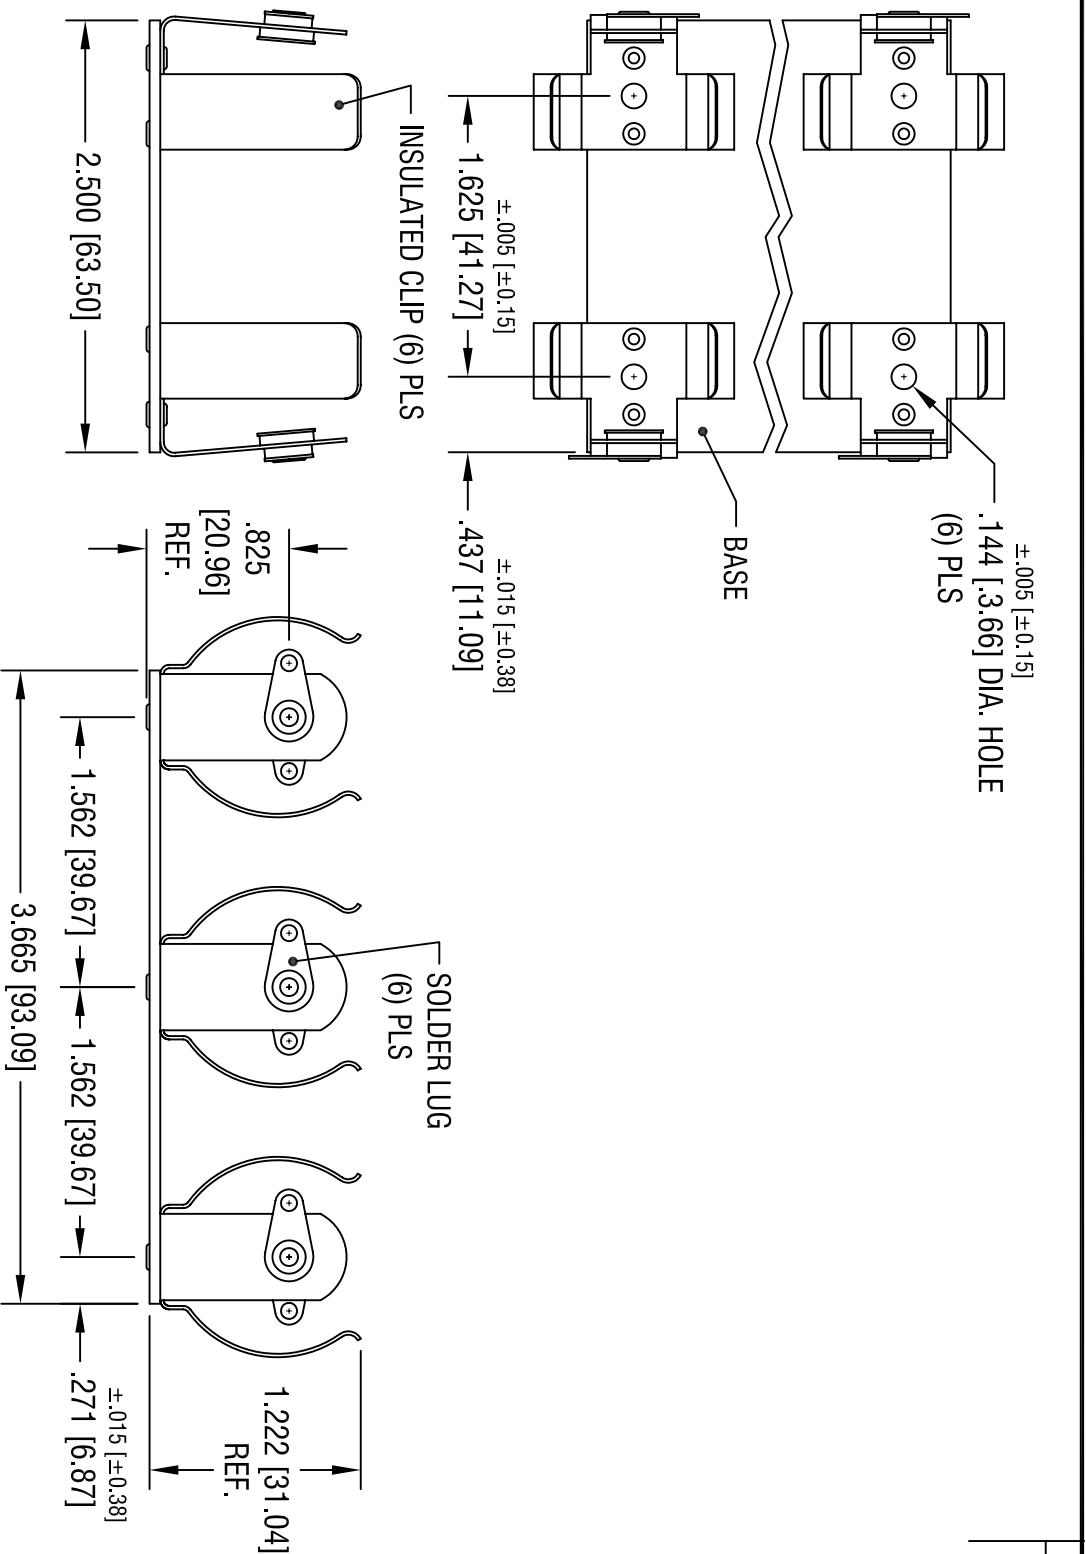 ±.005 [±0.15]
.144 [.3.66] DIA. HOLE
(6) PLS
BASE
±.005 [±0.15]
1.625 [41.27]
±.015 [±0.38]
.437 [11.09]
INSULATED CLIP (6) PLS
2.500 [63.50]
SOLDER LUG
(6) PLS
.825
[20.96]
REF.
1.222 [31.04]
REF.
1.562 [39.67]
1.562 [39.67]
±.015 [±0.38]
.271 [6.87]
3.665 [93.09]